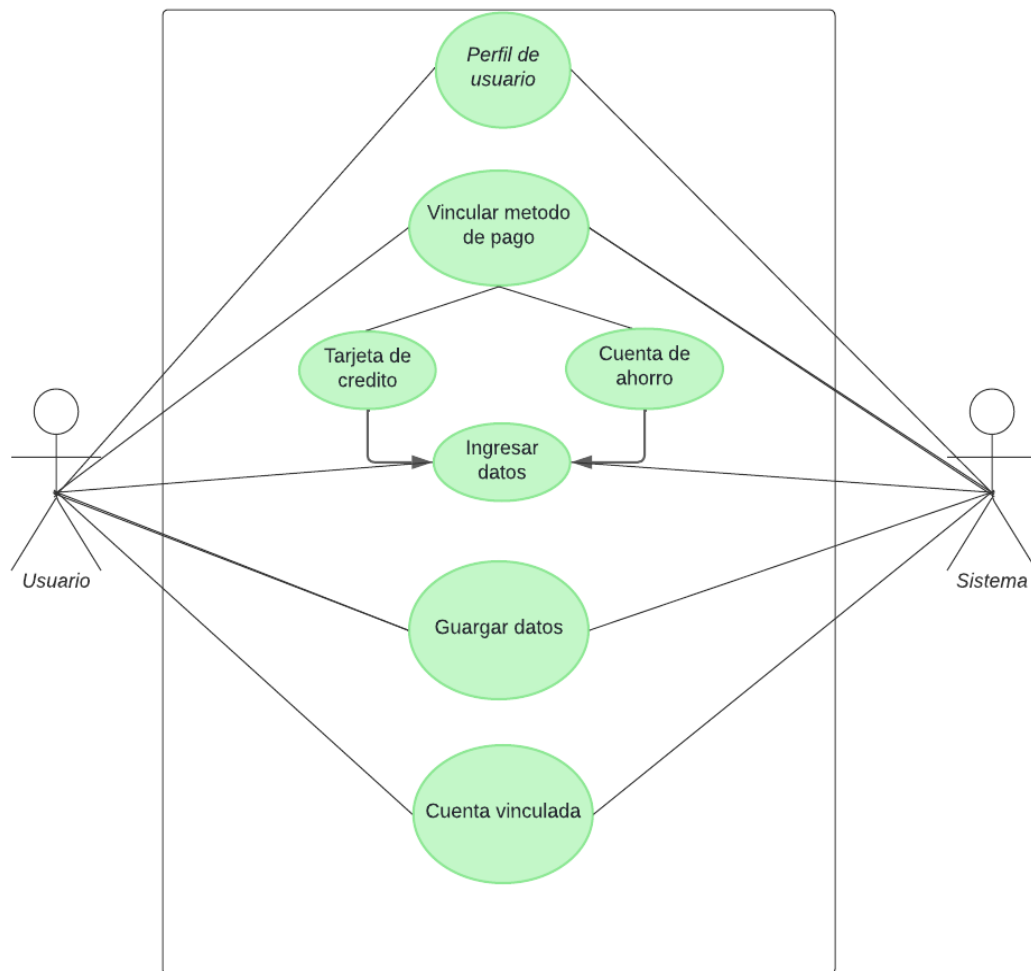 Perfil de
usuario
Vincular metodo
de pago
Tarjeta de
credito
Cuenta de
ahorro
Ingresar
datos
Usuario
Sistema
Guargar datos
Cuenta vinculada